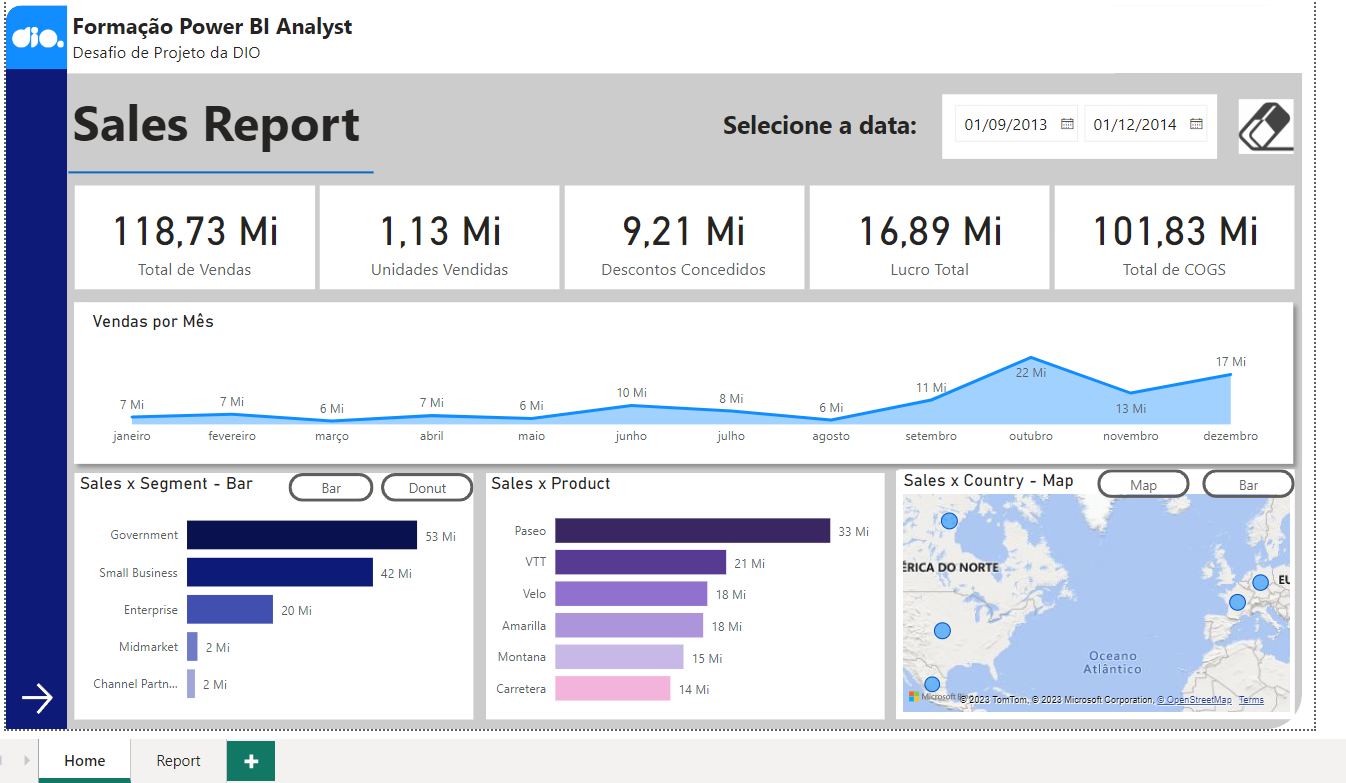 dio.
Formação Power BI Analyst
Desafio de Projeto da DIO
Sales Report
Selecione a data:
01/09/2013
01/12/2014
118,73 Mi
Total de Vendas
1,13 Mi
Unidades Vendidas
9,21 Mi
Descontos Concedidos
16,89 Mi
Lucro Total
101,83 Mi
Total de COGS
Vendas por Mês
7 Mi
7 Mi
6 Mi
7 Mi
6 Mi
10 Mi
8 Mi
6 Mi
11 Mi
22 Mi
13 Mi
17 Mi
janeiro
fevereiro
março
abril
maio
junho
julho
agosto
setembro
outubro
novembro
dezembro
Sales x Segment - Bar
Bar
Donut
Government
53 Mi
Small Business
42 Mi
Enterprise
20 Mi
Midmarket
2 Mi
Channel Partn...
2 Mi
Sales x Product
Paseo
33 Mi
VTT
21 Mi
Velo
18 Mi
Amarilla
18 Mi
Montana
15 Mi
Carretera
14 Mi
Sales x Country - Map
Map
Bar
ÉRICA DO NORTE
EU
Oceano
Atlântico
Microsoft
© 2023 TomTom, © 2023 Microsoft Corporation, © OpenStreetMap Terms
Home
Report